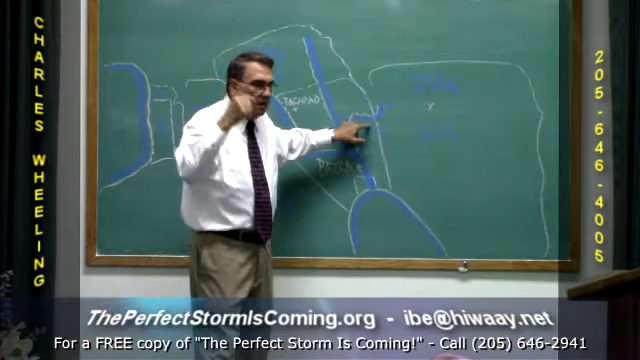 CHARLES WHEELING
205-646-4005
BAGHDAD
ThePerfectStormIsComing.org - ibe@hiwaay.net
For a FREE copy of "The Perfect Storm Is Coming!" - Call (205) 646-2941